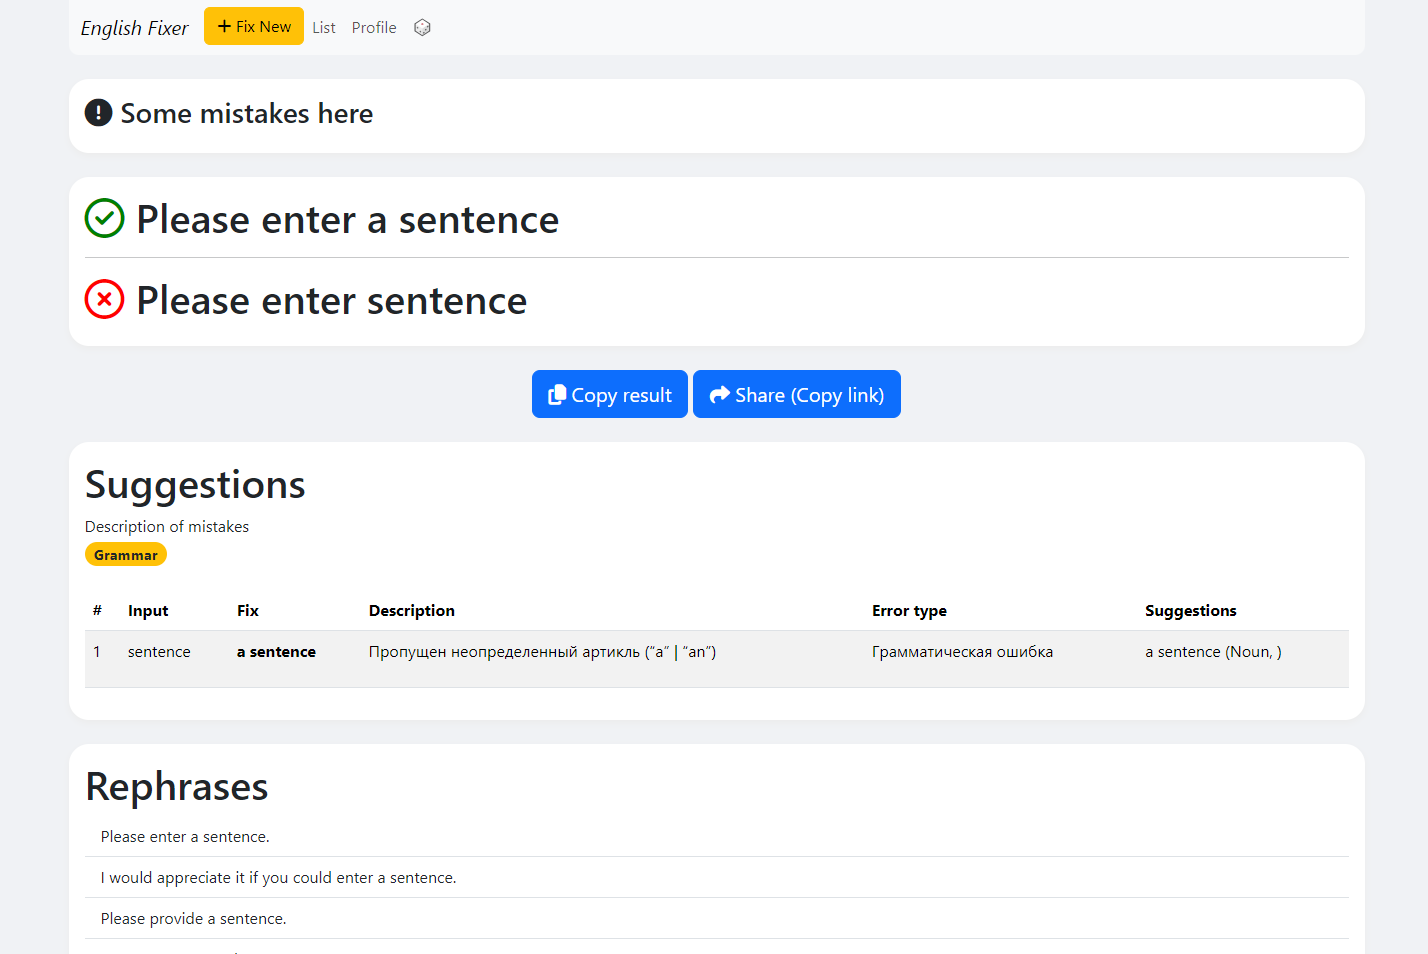 English Fixer + Fix New List Profile
Some mistakes here
Please enter a sentence
Please enter sentence
Copy result Share (Copy link)
Suggestions
Description of mistakes
Grammar
# Input Fix Description Error type Suggestions
1 sentence a sentence Пропущен неопределенный артикль (“a” | “an”) Грамматическая ошибка a sentence (Noun, )
Rephrases
Please enter a sentence.
I would appreciate it if you could enter a sentence.
Please provide a sentence.